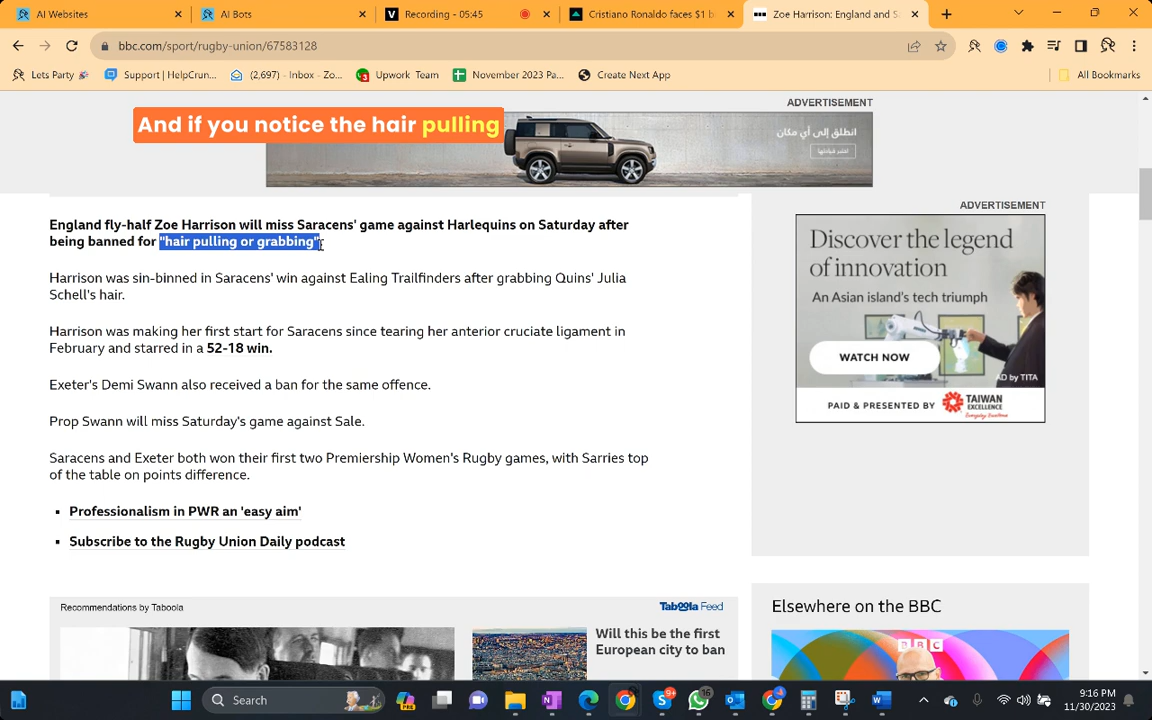 AI Websites
AI Bots
Recording - 05:45
Cristiano Ronaldo faces $1 b
Zoe Harrison: England and Sa
bbc.com/sport/rugby-union/67583128
Lets Party
Support | HelpCrun...
(2,697) - Inbox - Zo...
Upwork Team
November 2023 Pa...
Create Next App
All Bookmarks
ADVERTISEMENT
And if you notice the hair pulling
انطلق إلى أي مكان
ADVERTISEMENT
England fly-half Zoe Harrison will miss Saracens' game against Harlequins on Saturday after
being banned for "hair pulling or grabbing".
Harrison was sin-binned in Saracens' win against Ealing Trailfinders after grabbing Quins' Julia
Schell's hair.
Harrison was making her first start for Saracens since tearing her anterior cruciate ligament in
February and starred in a 52-18 win.
Exeter's Demi Swann also received a ban for the same offence.
Prop Swann will miss Saturday's game against Sale.
Saracens and Exeter both won their first two Premiership Women's Rugby games, with Sarries top
of the table on points difference.
Professionalism in PWR an 'easy aim'
Subscribe to the Rugby Union Daily podcast
Discover the legend
of innovation
An Asian island's tech triumph
WATCH NOW
AD by TITA
PAID & PRESENTED BY
TAIWAN
EXCELLENCE
Everyday Excellence
Recommendations by Taboola
Taboola Feed
Will this be the first
European city to ban
Elsewhere on the BBC
BBC
Search
PRE
9+
16
9:16 PM
11/30/2023